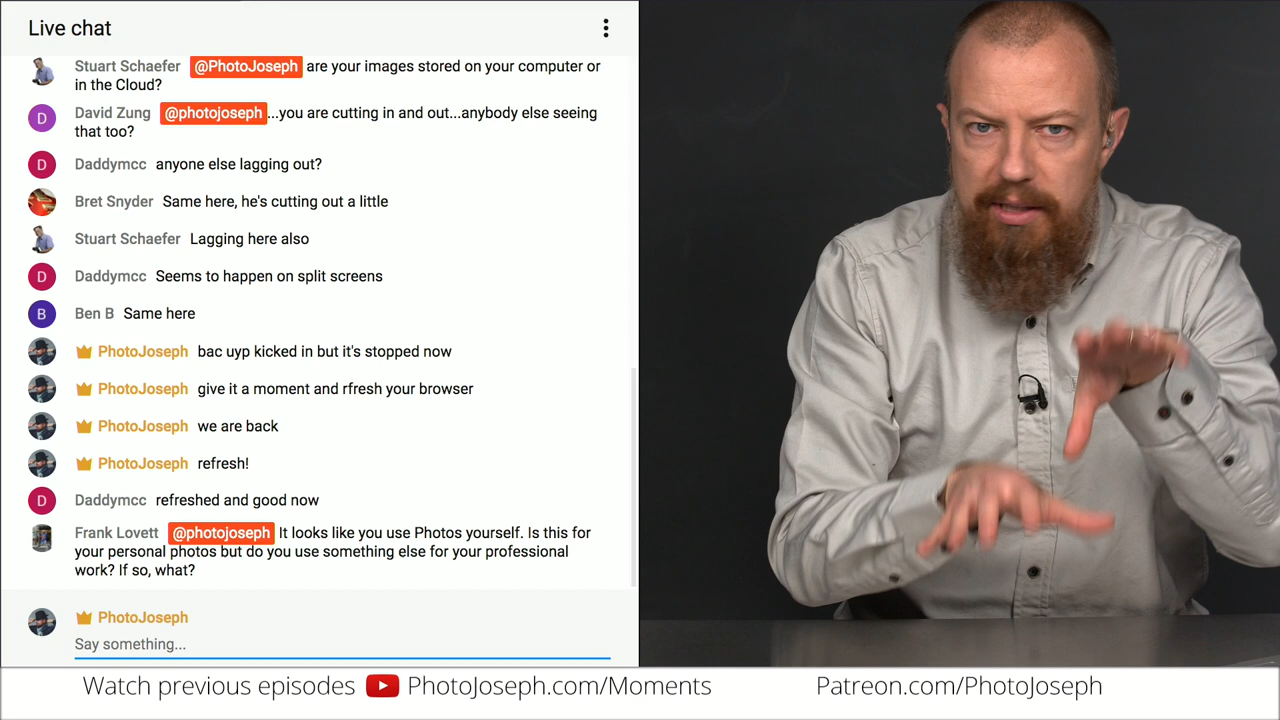 Live chat
Stuart Schaefer @PhotoJoseph are your images stored on your computer or
in the Cloud?
D David Zung @photojoseph...you are cutting in and out...anybody else seeing
that too?
D Daddymcc anyone else lagging out?
Bret Snyder Same here, he's cutting out a little
Stuart Schaefer Lagging here also
D Daddymcc Seems to happen on split screens
B Ben B Same here
PhotoJoseph bac uyp kicked in but it's stopped now
PhotoJoseph give it a moment and rfresh your browser
PhotoJoseph we are back
PhotoJoseph refresh!
D Daddymcc refreshed and good now
Frank Lovett @photojoseph It looks like you use Photos yourself. Is this for
your personal photos but do you use something else for your professional
work? If so, what?
PhotoJoseph
Say something...
Watch previous episodes PhotoJoseph.com/Moments Patreon.com/PhotoJoseph